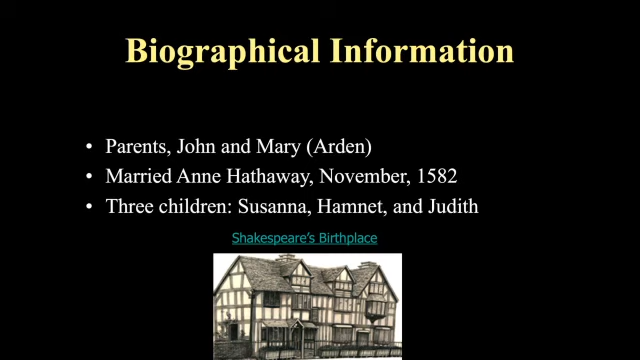 Biographical Information
• Parents, John and Mary (Arden)
• Married Anne Hathaway, November, 1582
• Three children: Susanna, Hamnet, and Judith
Shakespeare's Birthplace